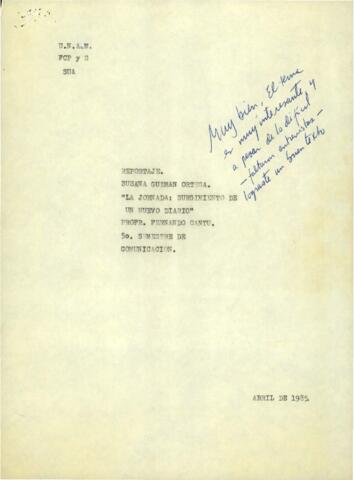 U.N.A.M.
FCP y S
SUA
Muy bien, El tema
es muy interesante, y
a pesar de lo difícil
—faltaron entrevistas—
lograste un buen texto
REPORTAJE.
SUSANA GUZMAN ORTEGA.
"LA JORNADA: SURGIMIENTO DE
UN NUEVO DIARIO"
PROFR. FERNANDO CANTU.
5o. SEMESTRE DE
COMUNICACION.
ABRIL DE 1985.